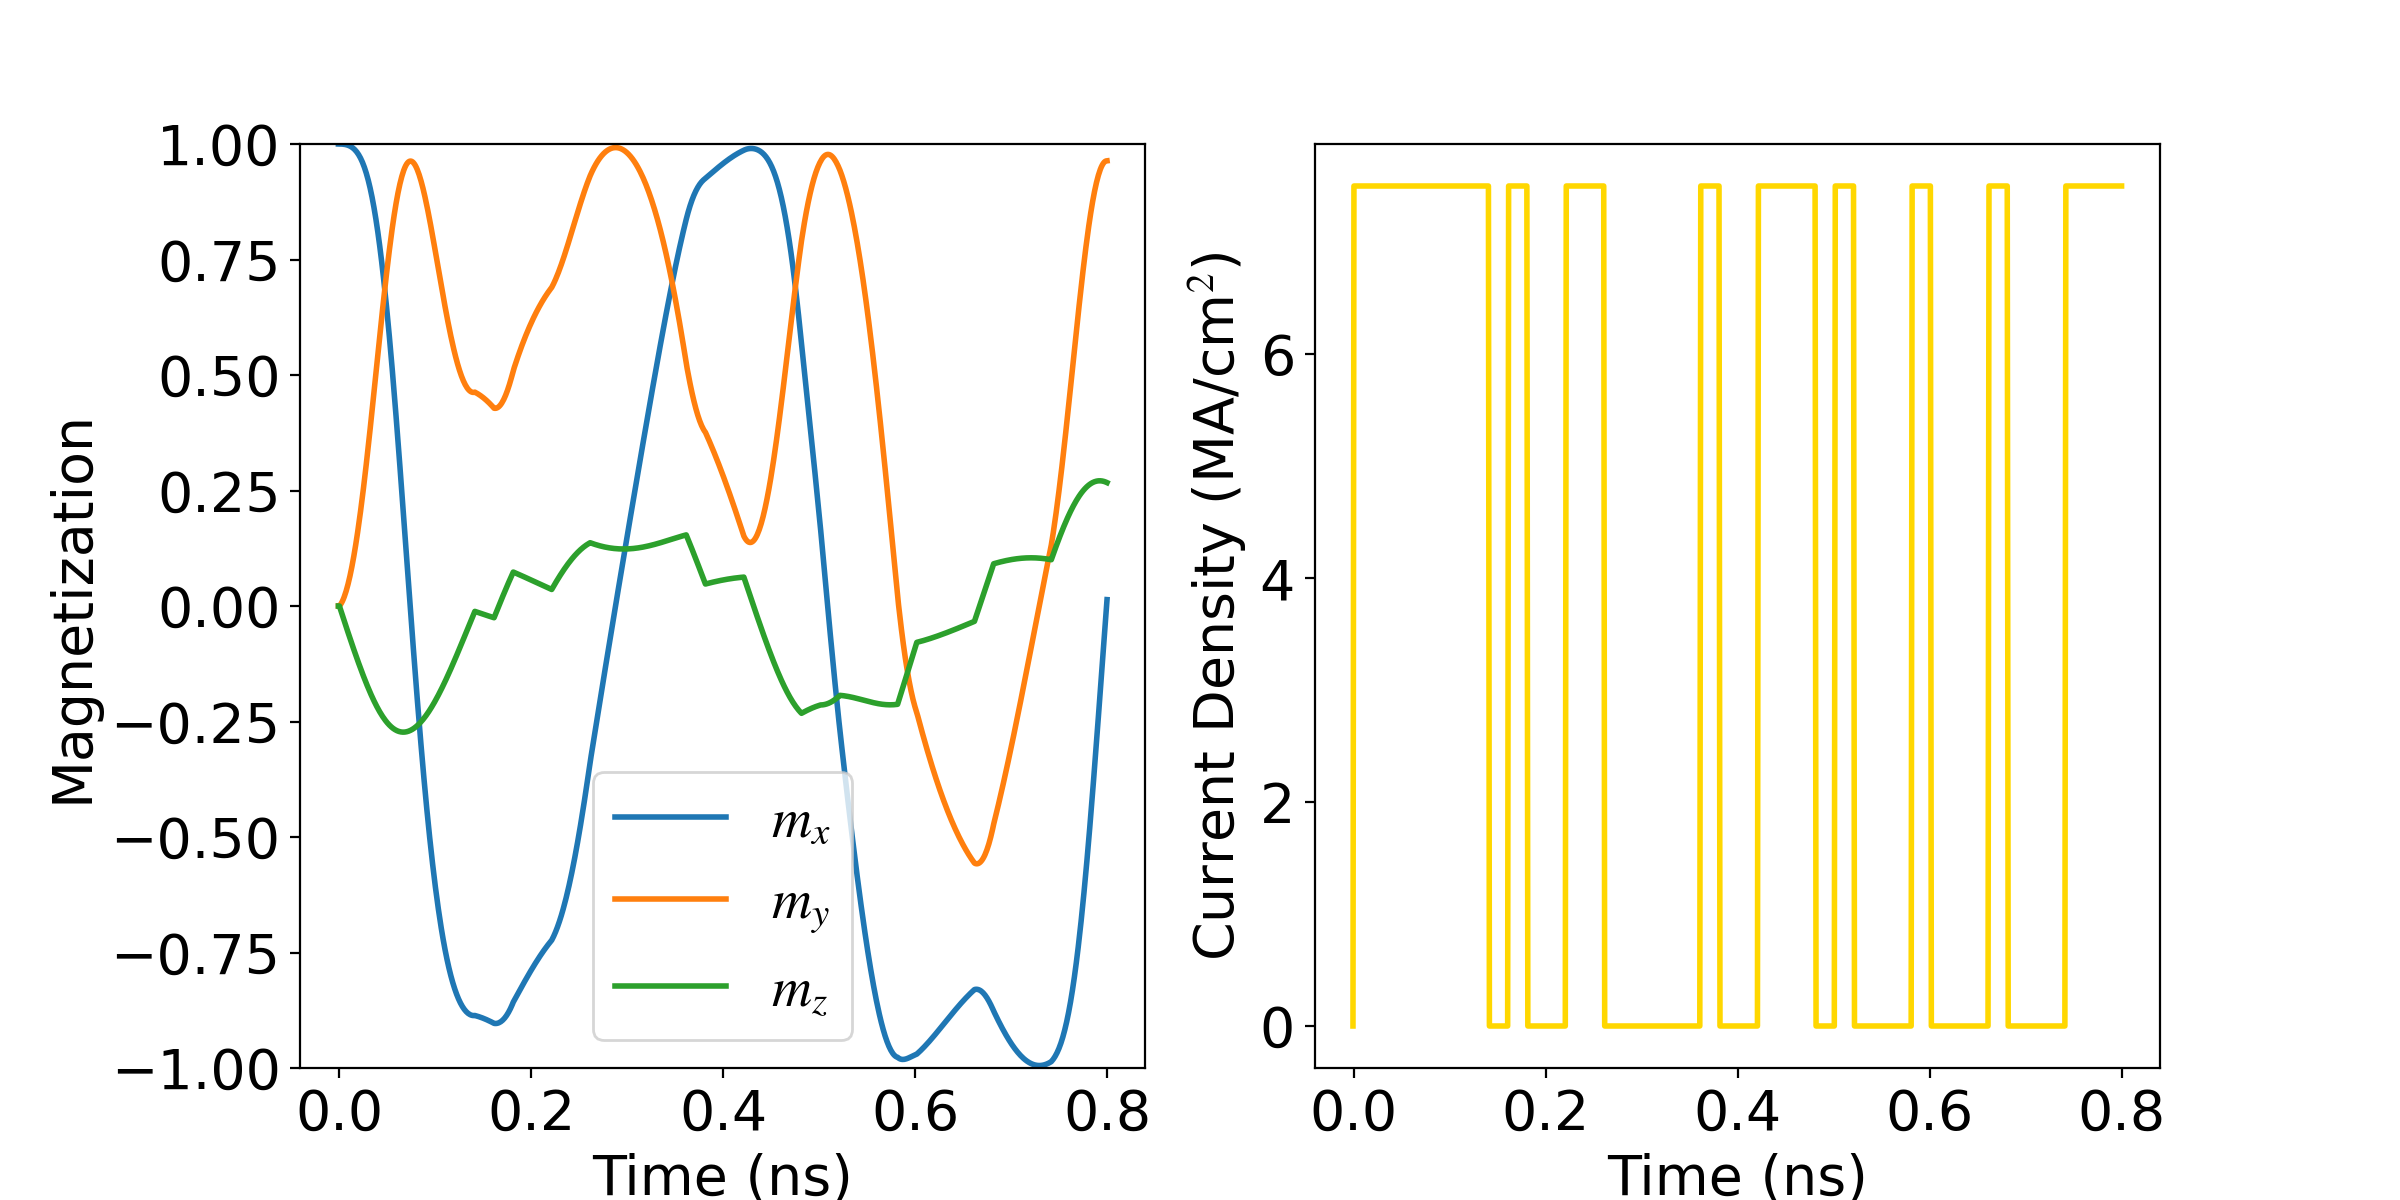 1.00
0.75
0.50
0.25
0.00
−0.25
−0.50
−0.75
−1.00
Magnetization
0.0 0.2 0.4 0.6 0.8
Time (ns)
m_x
m_y
m_z
6
4
2
0
Current Density (MA/cm²)
0.0 0.2 0.4 0.6 0.8
Time (ns)